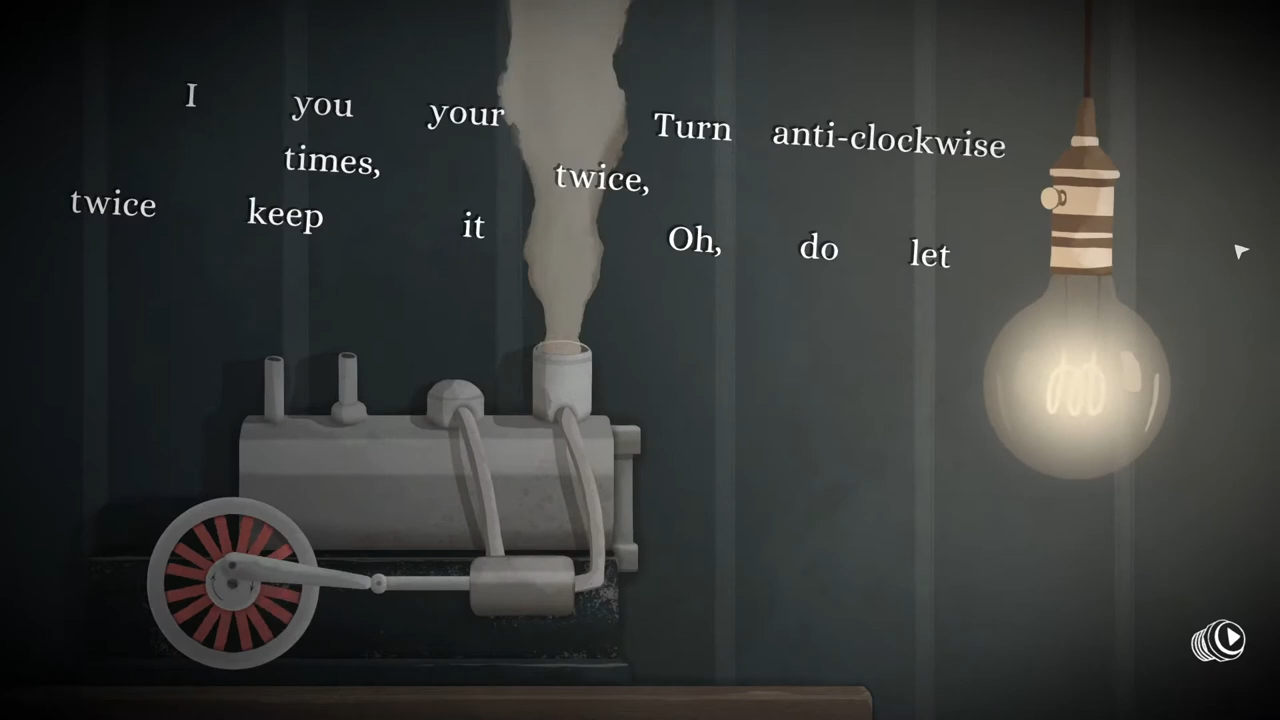 I you your Turn anti-clockwise
times, twice,
twice keep it Oh, do let